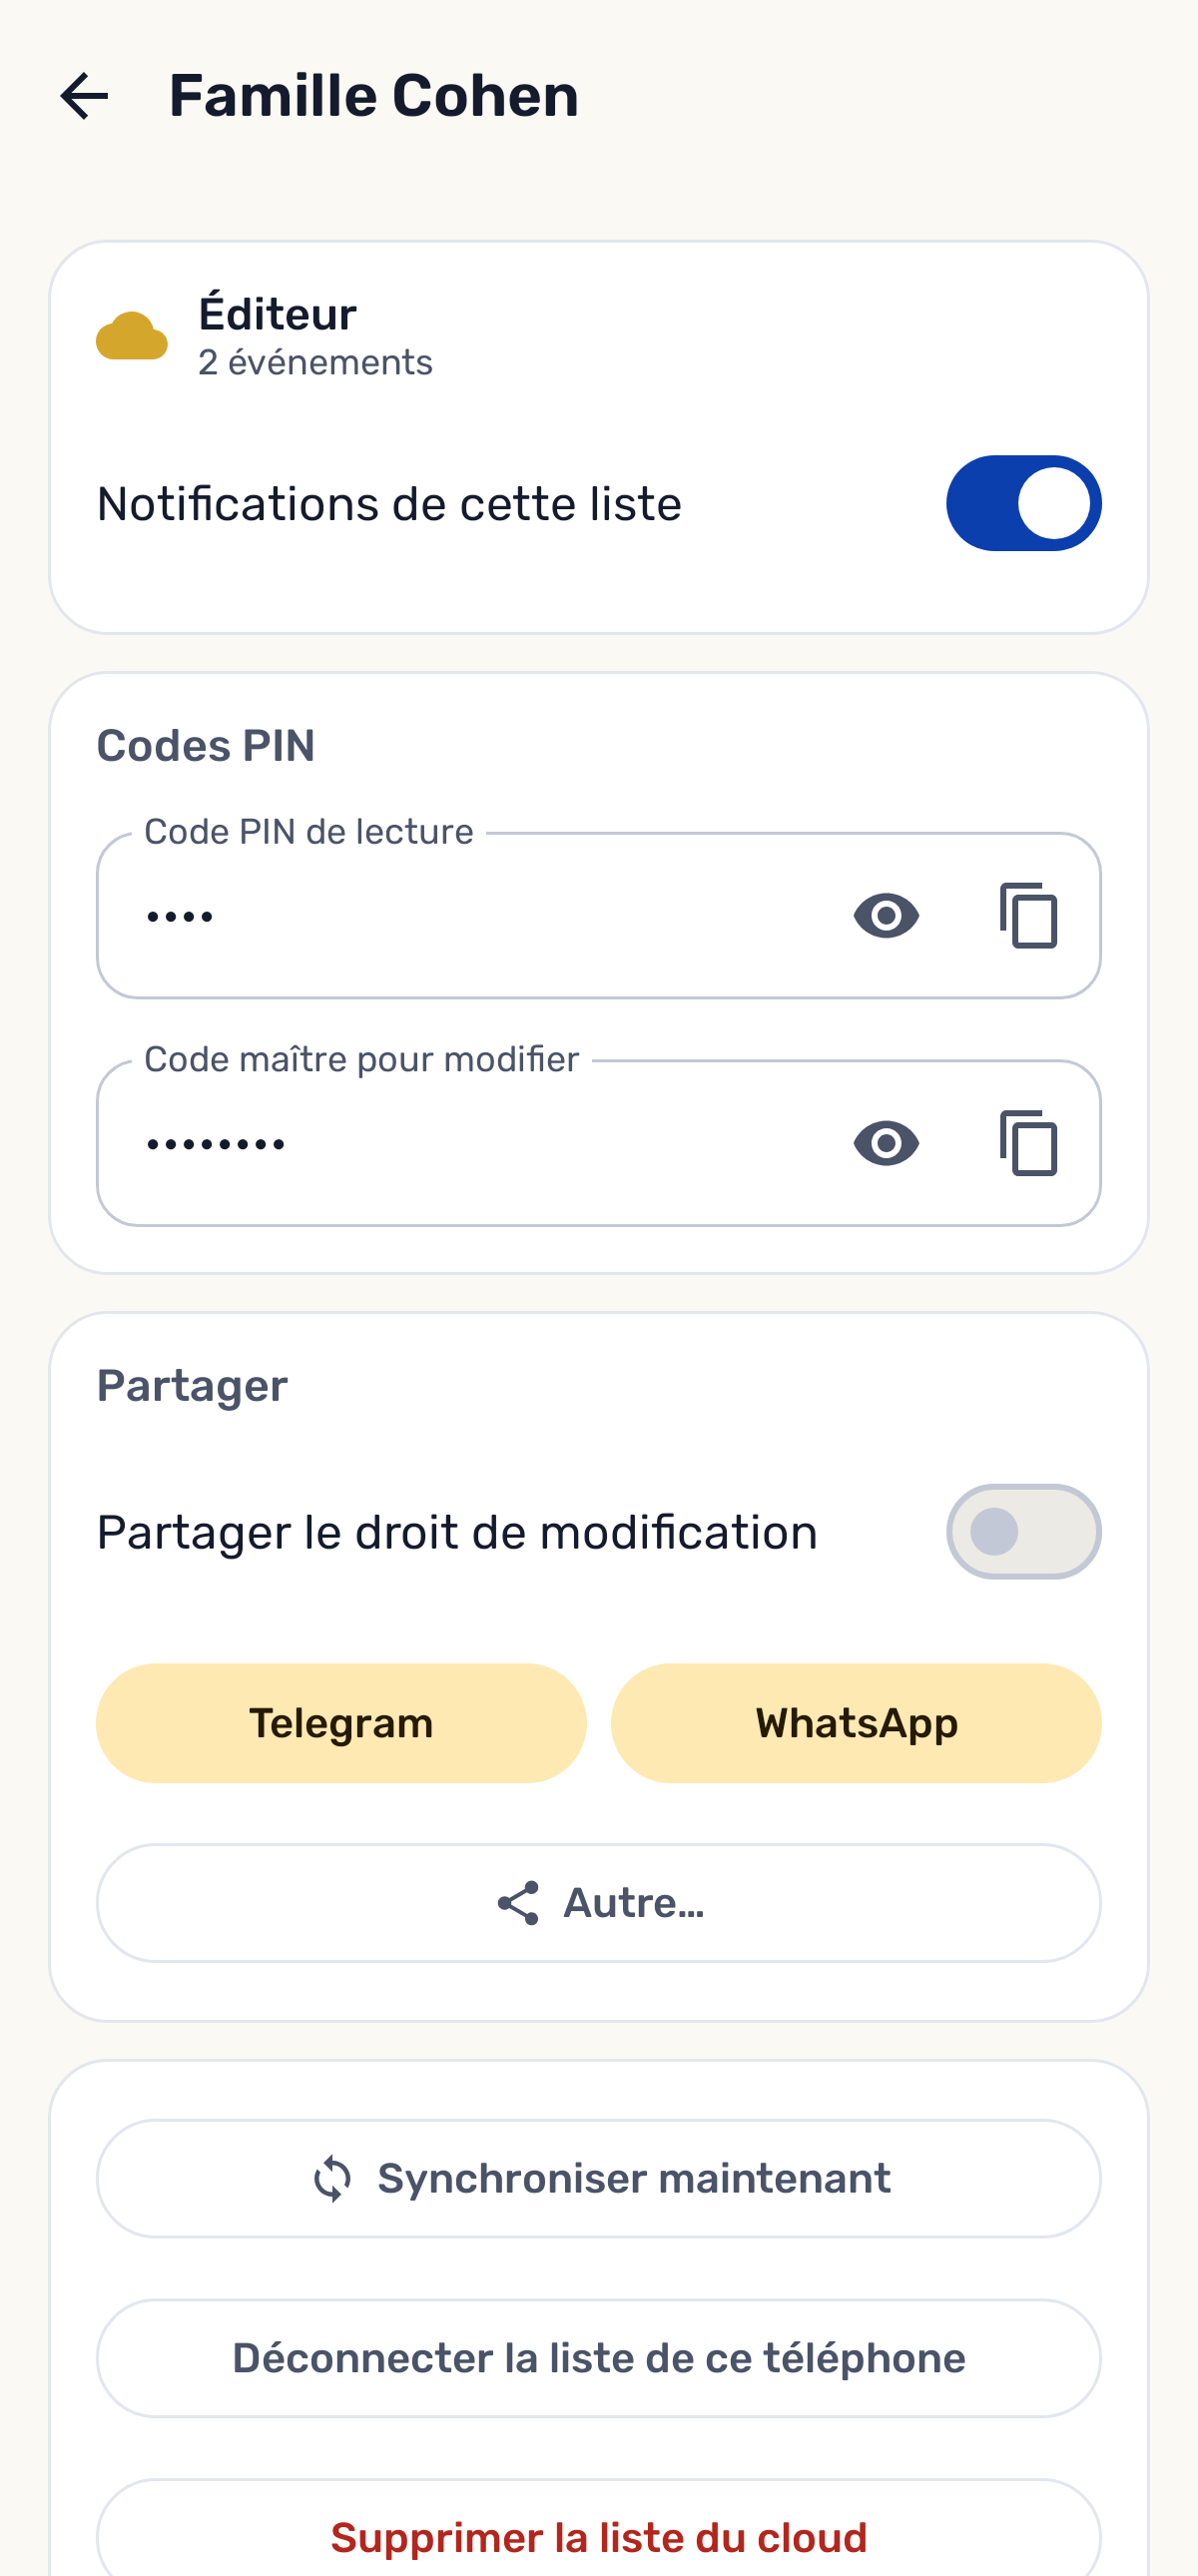 Famille Cohen
Éditeur
2 événements
Notifications de cette liste
Codes PIN
Code PIN de lecture
••••
Code maître pour modifier
••••••••
Partager
Partager le droit de modification
Telegram
WhatsApp
Autre…
Synchroniser maintenant
Déconnecter la liste de ce téléphone
Supprimer la liste du cloud